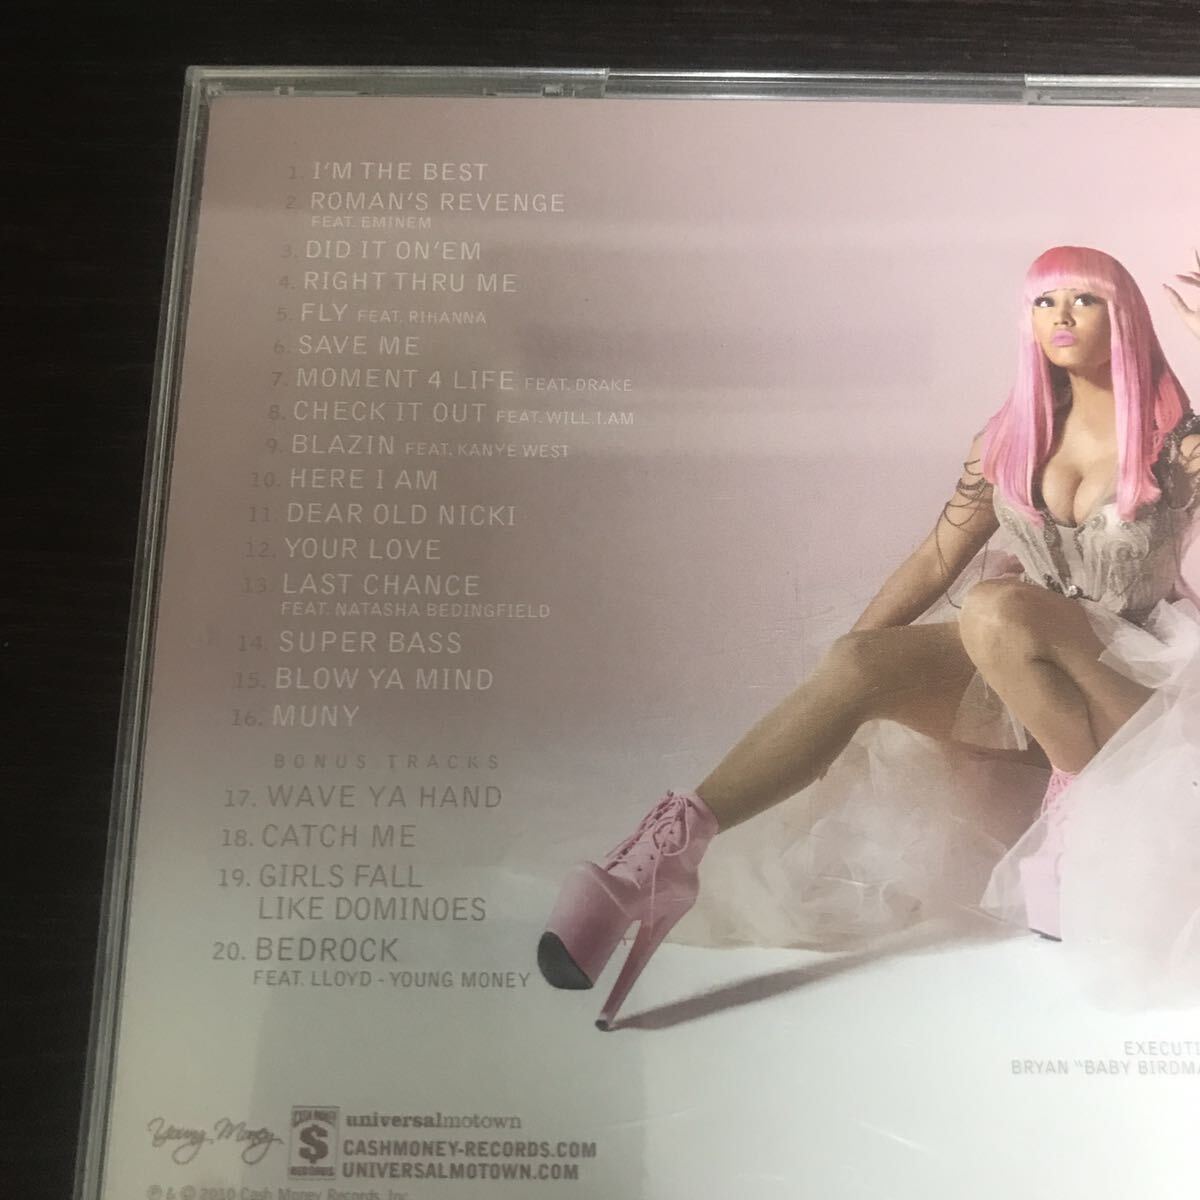 1. I'M THE BEST
2. ROMAN'S REVENGE
FEAT. EMINEM
3. DID IT ON'EM
4. RIGHT THRU ME
5. FLY FEAT. RIHANNA
6. SAVE ME
7. MOMENT 4 LIFE FEAT. DRAKE
8. CHECK IT OUT FEAT. WILL.I.AM
9. BLAZIN FEAT. KANYE WEST
10. HERE I AM
11. DEAR OLD NICKI
12. YOUR LOVE
13. LAST CHANCE
FEAT. NATASHA BEDINGFIELD
14. SUPER BASS
15. BLOW YA MIND
16. MUNY
BONUS TRACKS
17. WAVE YA HAND
18. CATCH ME
19. GIRLS FALL
LIKE DOMINOES
20. BEDROCK
FEAT. LLOYD - YOUNG MONEY
EXECUTI
BRYAN "BABY BIRDMA
Young Money
CASH MONEY
$
RECORDS
universalmotown
CASHMONEY-RECORDS.COM
UNIVERSALMOTOWN.COM
℗ & © 2010 Cash Money Records, Inc.